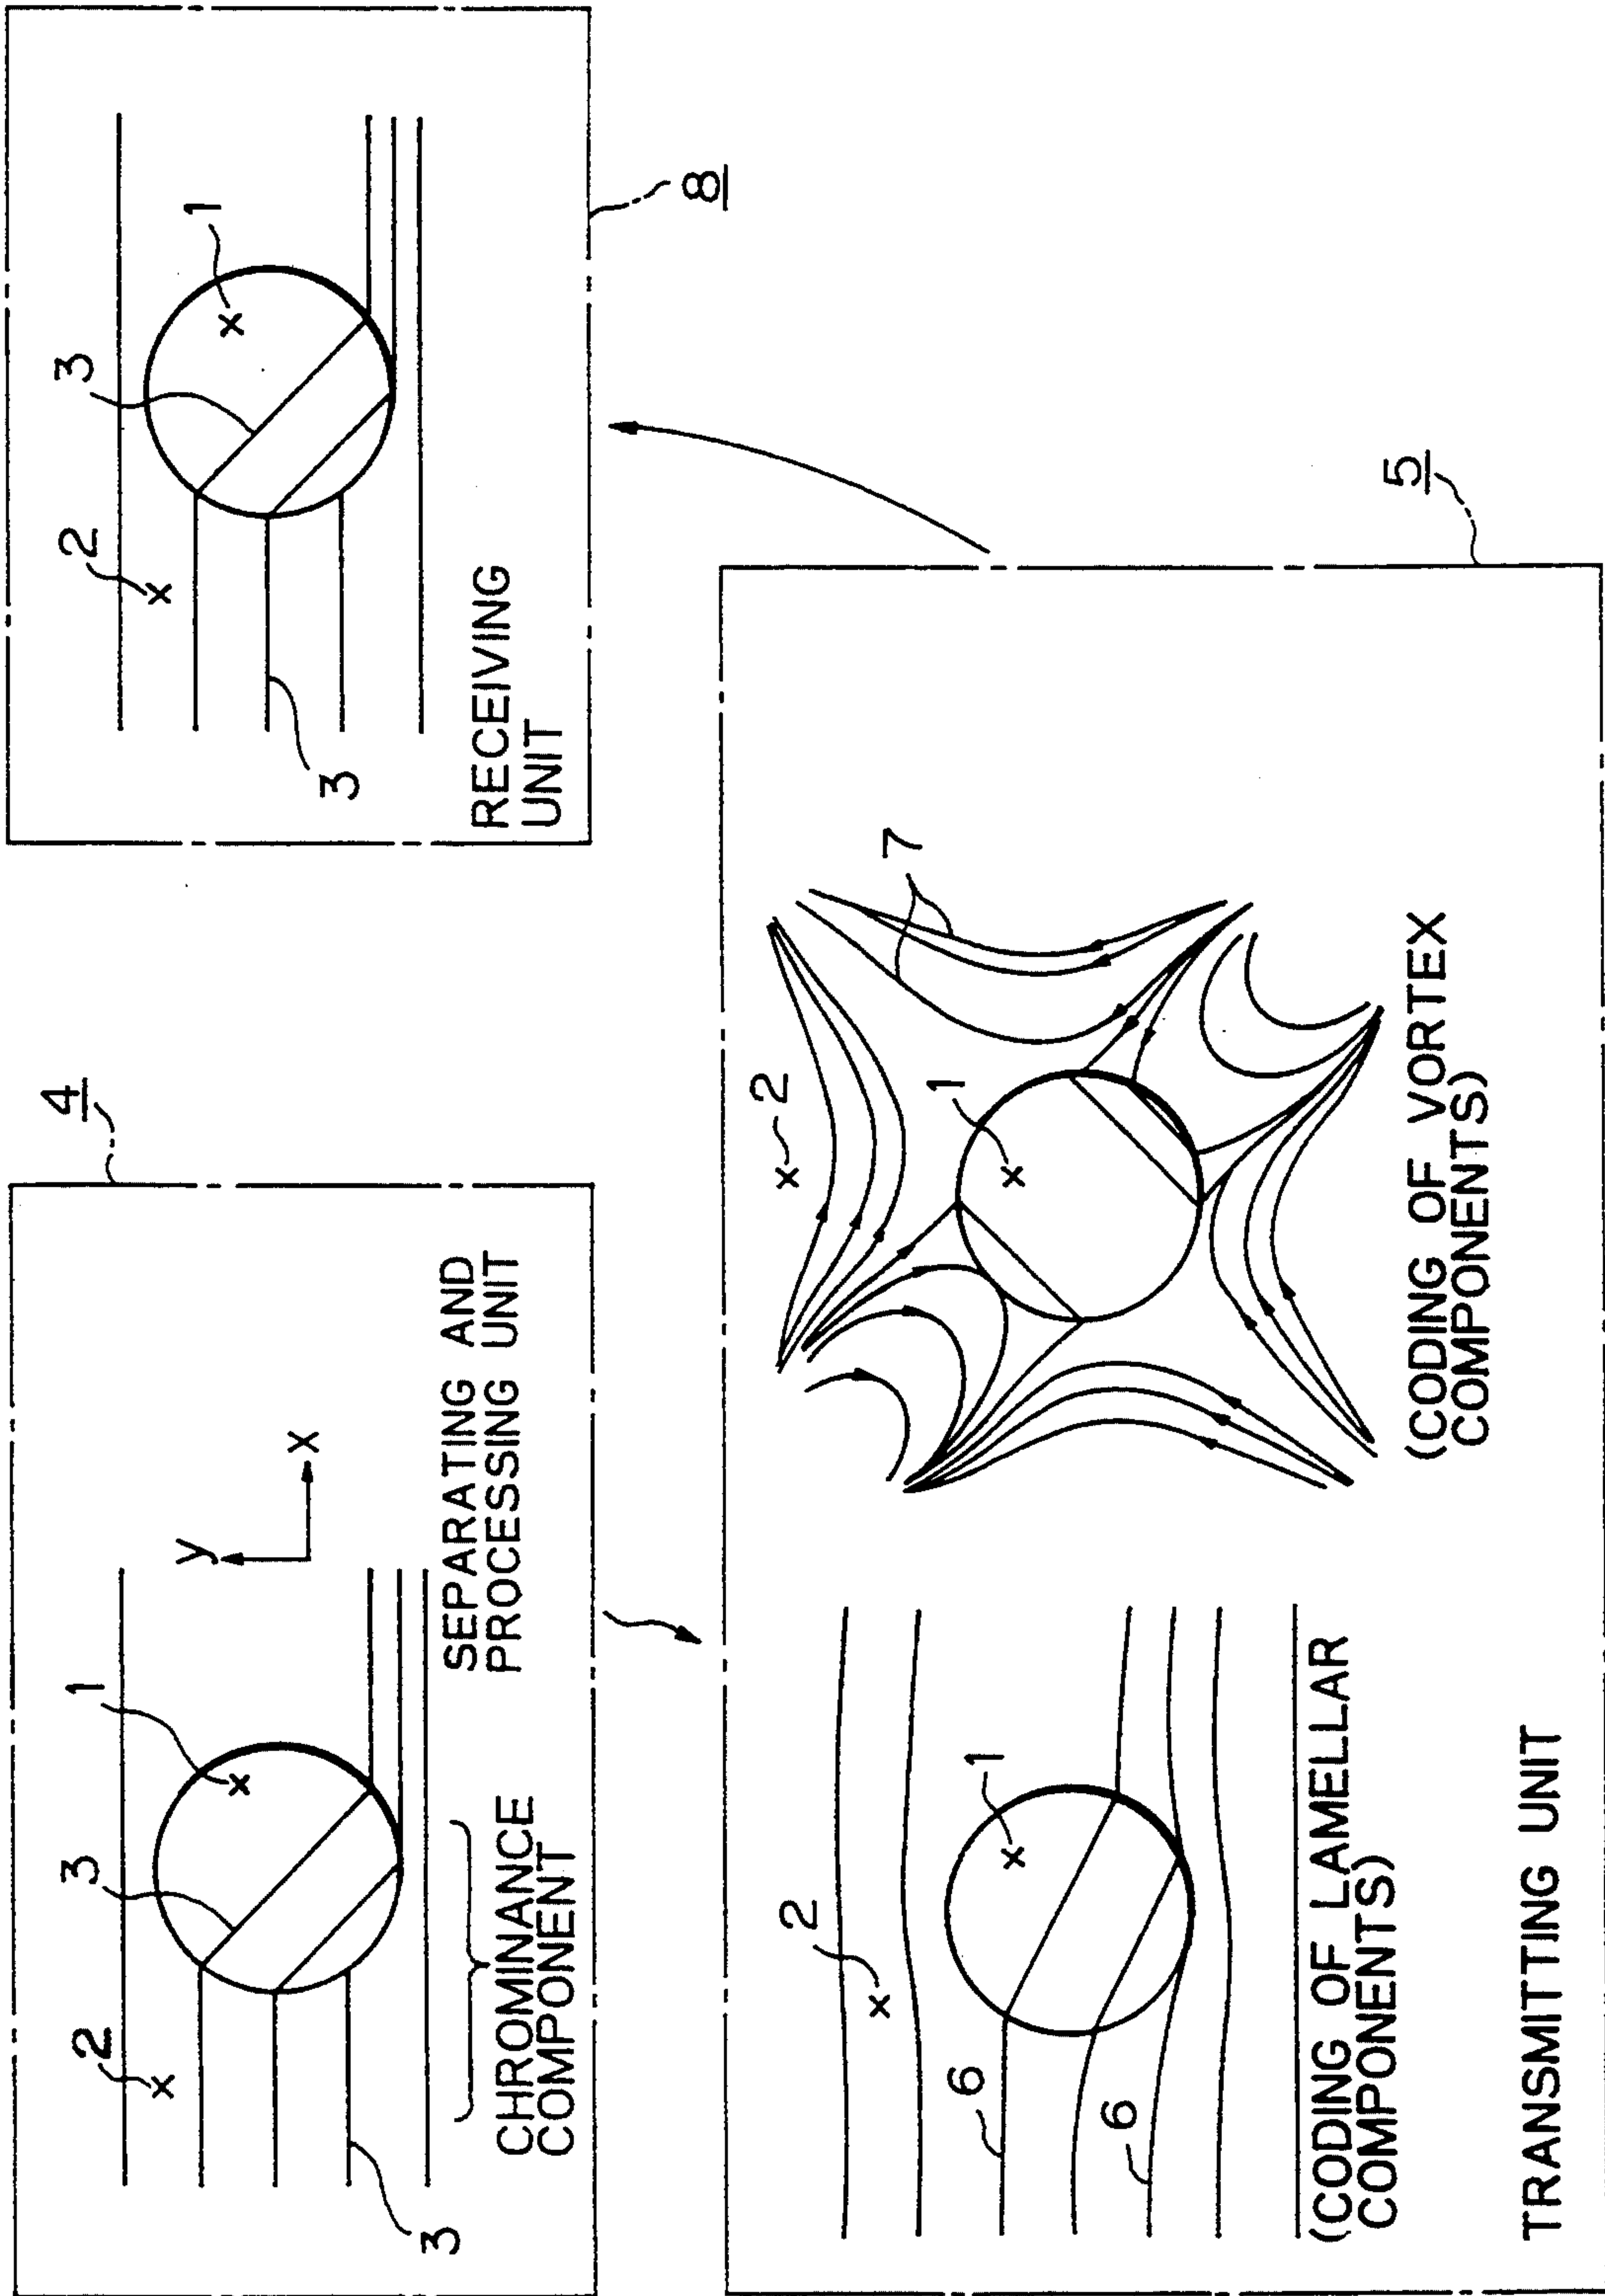 4
2
x
3
1
x
y
x
3
CHROMINANCE
COMPONENT
SEPARATING AND
PROCESSING UNIT
2
x
3
1
x
3
RECEIVING
UNIT
8
5
2
x
1
x
6
6
(CODING OF LAMELLAR
COMPONENTS)
x
2
1
x
7
(CODING OF VORTEX
COMPONENTS)
TRANSMITTING UNIT